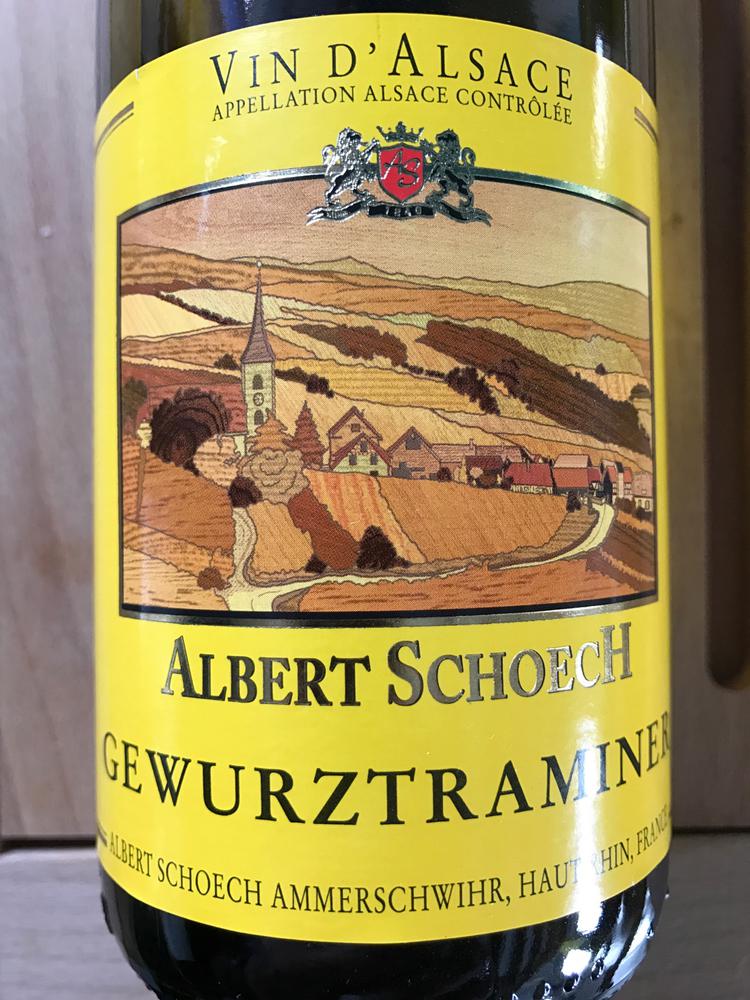 VIN D'ALSACE
APPELLATION ALSACE CONTRÔLÉE
AS
ALBERT SCHOECH
GEWURZTRAMINER
ALBERT SCHOECH AMMERSCHWIHR, HAUT RHIN, FRANCE